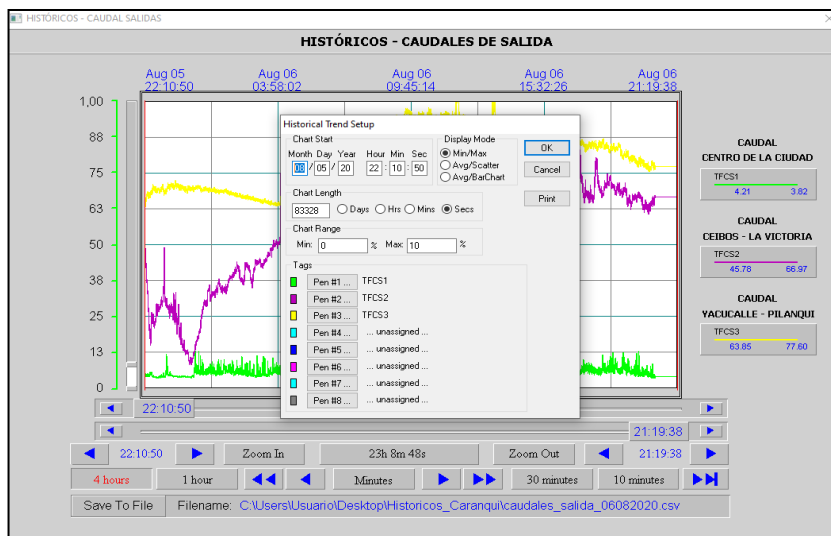 HISTÓRICOS - CAUDAL SALIDAS
HISTÓRICOS - CAUDALES DE SALIDA
Aug 05 Aug 06 Aug 06 Aug 06 Aug 06
22:10:50 03:58:02 09:45:14 15:32:26 21:19:38
1,00
88
75
63
50
38
25
13
0
Historical Trend Setup
Chart Start
Month Day Year Hour Min Sec
08 / 05 / 20 22 : 10 : 50
Display Mode
Min/Max
Avg/Scatter
Avg/BarChart
OK
Cancel
Print
Chart Length
83328 Days Hrs Mins Secs
Chart Range
Min: 0 % Max: 10 %
Tags
Pen #1 ... TFCS1
Pen #2 ... TFCS2
Pen #3 ... TFCS3
Pen #4 ... ... unassigned ...
Pen #5 ... ... unassigned ...
Pen #6 ... ... unassigned ...
Pen #7 ... ... unassigned ...
Pen #8 ... ... unassigned ...
CAUDAL
CENTRO DE LA CIUDAD
TFCS1
4.21 3.82
CAUDAL
CEIBOS - LA VICTORIA
TFCS2
45.78 66.97
CAUDAL
YACUCALLE - PILANQUI
TFCS3
63.85 77.60
22:10:50
21:19:38
22:10:50 Zoom In 23h 8m 48s Zoom Out 21:19:38
4 hours 1 hour Minutes 30 minutes 10 minutes
Save To File Filename: C:\Users\Usuario\Desktop\Historicos_Caranqui\caudales_salida_06082020.csv